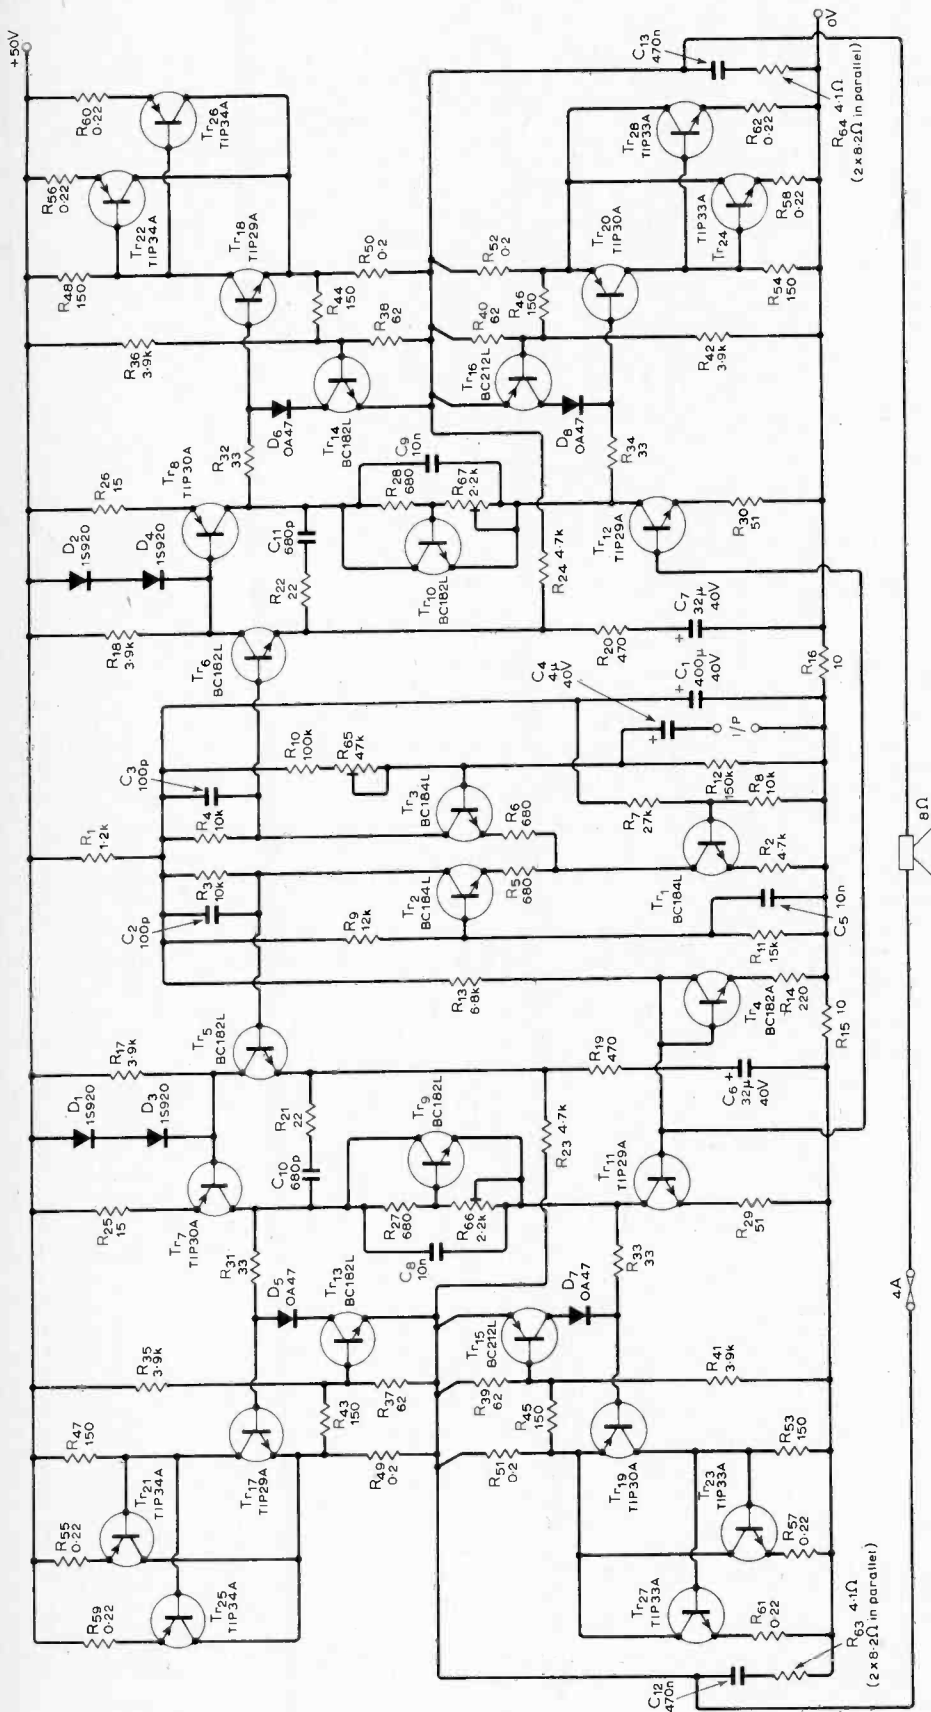 +50V
R60
0·22
Tr26
TIP34A
R56
0·22
Tr22
TIP34A
R48
150
Tr18
TIP29A
R50
0·2
R44
150
R38
62
R36
3·9k
Tr14
BC182L
D6
OA47
R32
33
Tr8
TIP30A
R26
15
D2
1S920
D4
1S920
R18
3·9k
Tr6
BC182L
C11
680p
R22
22
C9
10n
R28
680
R67
2·2k
Tr10
BC182L
R24 4·7k
0V
C13
470n
R64 4·1Ω
(2×8·2Ω in parallel)
Tr28
TIP33A
R62
0·22
TIP33A
Tr24
R58
0·22
Tr20
TIP30A
R52
0·2
R46
150
R54
150
R40
62
Tr16
BC212L
R42
3·9k
D8
OA47
R34
33
Tr12
TIP29A
R30
51
R20
470
C7
32μ
40V
C4
4μ
40V
C1
400μ
40V
I/P
R16
10
C3
100p
R4
10k
R10
100k
R65
47k
R1
1·2k
Tr3
BC184L
R6
680
R12
150k
R7
27k
R8
10k
C2
100p
R3
10k
R9
12k
Tr2
BC184L
R5
680
Tr1
BC184L
R2
4·7k
R11
15k
C5
10n
R13
6·8k
Tr4
BC182A
R14
220
R15 10
Tr5
BC182L
R17
3·9k
D1
1S920
D3
1S920
R25
15
Tr7
TIP30A
R21
22
C10
680p
Tr9
BC182L
R27
680
R66
2·2k
C8
10n
R19
470
C6
32μ
40V
R23 4·7k
Tr11
TIP29A
R29
51
R31
33
D5
OA47
Tr13
BC182L
R33
33
D7
OA47
Tr15
BC212L
R35
3·9k
R37
62
R43
150
R39
62
R41
3·9k
R45
150
R47
150
Tr17
TIP29A
R49
0·2
R51
0·2
Tr19
TIP30A
R53
150
Tr21
TIP34A
R55
0·22
Tr25
TIP34A
R59
0·22
Tr23
TIP33A
R57
0·22
Tr27
TIP33A
R61
0·22
C12
470n
R63 4·1Ω
(2×8·2Ω in parallel)
4A
8Ω